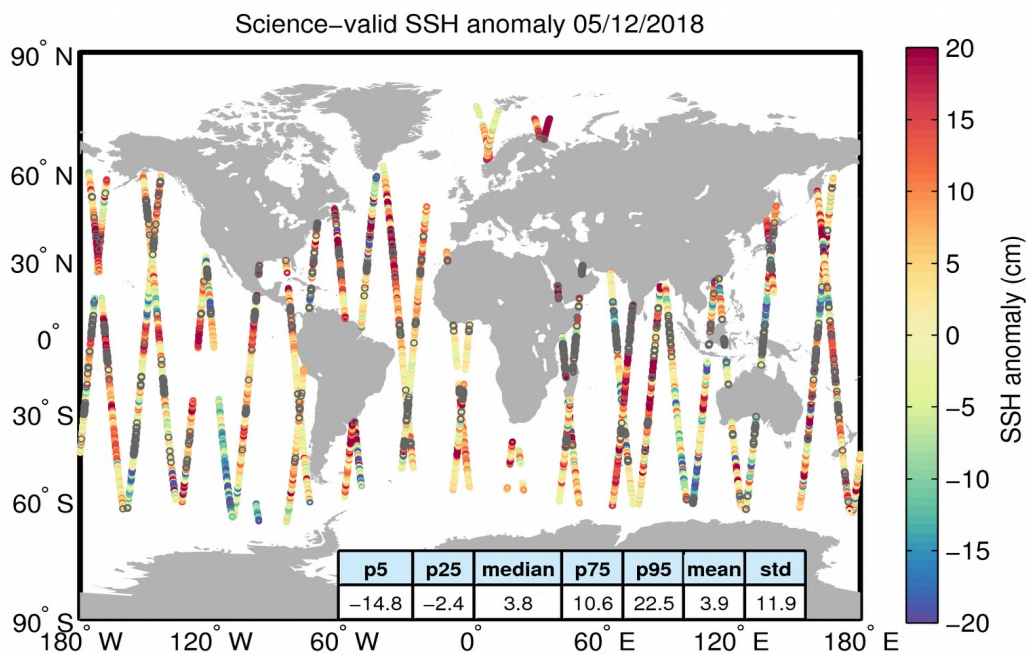 Science−valid SSH anomaly 05/12/2018
90° N
60° N
30° N
0°
30° S
60° S
90° S
180° W
120° W
60° W
0°
60° E
120° E
180° E
20
15
10
5
0
−5
−10
−15
−20
SSH anomaly (cm)
p5 p25 median p75 p95 mean std
−14.8 −2.4 3.8 10.6 22.5 3.9 11.9